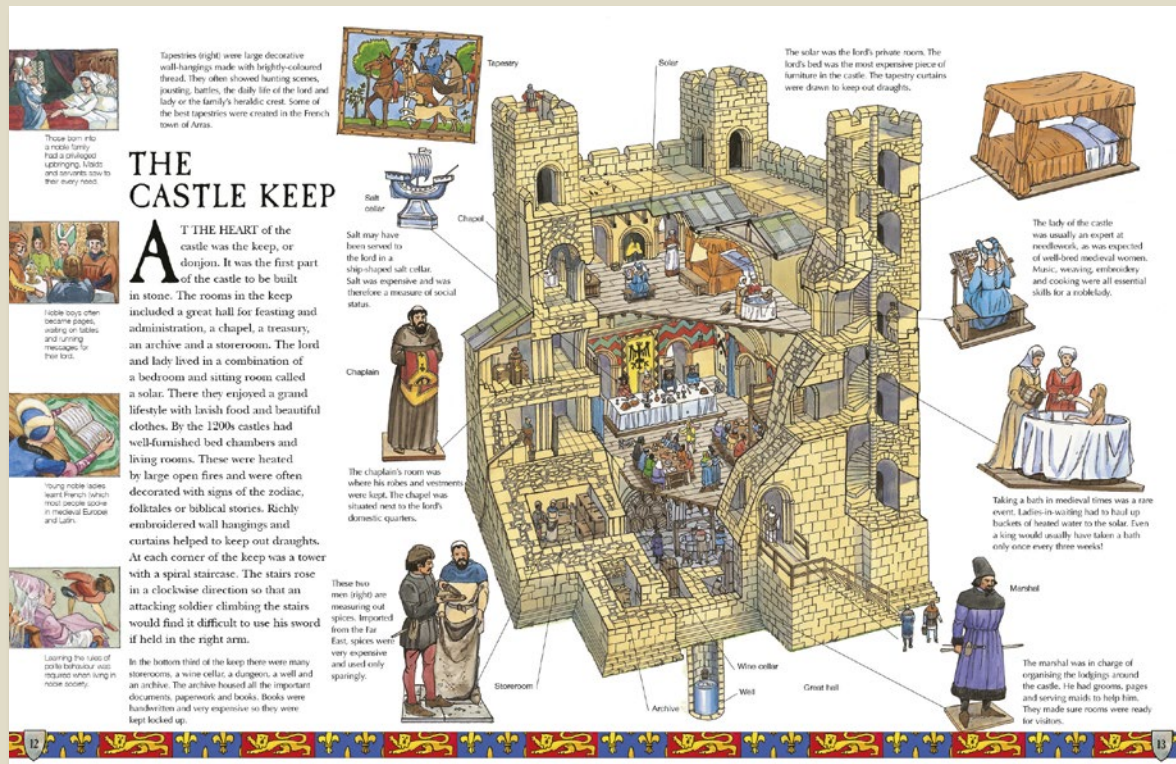 Those born into
a noble family
had a privileged
upbringing. Maids
and servants saw to
their every need.
Noble boys often
became pages,
waiting on tables
and running
messages for
their lord.
Young noble ladies
learnt French (which
most people spoke
in medieval Europe)
and Latin.
Learning the rules of
polite behaviour was
required when living in
noble society.
Tapestries (right) were large decorative
wall-hangings made with brightly-coloured
thread. They often showed hunting scenes,
jousting, battles, the daily life of the lord and
lady or the family's heraldic crest. Some of
the best tapestries were created in the French
town of Arras.
THE
CASTLE KEEP
AT THE HEART of the
castle was the keep, or
donjon. It was the first part
of the castle to be built
in stone. The rooms in the keep
included a great hall for feasting and
administration, a chapel, a treasury,
an archive and a storeroom. The lord
and lady lived in a combination of
a bedroom and sitting room called
a solar. There they enjoyed a grand
lifestyle with lavish food and beautiful
clothes. By the 1200s castles had
well-furnished bed chambers and
living rooms. These were heated
by large open fires and were often
decorated with signs of the zodiac,
folktales or biblical stories. Richly
embroidered wall hangings and
curtains helped to keep out draughts.
At each corner of the keep was a tower
with a spiral staircase. The stairs rose
in a clockwise direction so that an
attacking soldier climbing the stairs
would find it difficult to use his sword
if held in the right arm.
In the bottom third of the keep there were many
storerooms, a wine cellar, a dungeon, a well and
an archive. The archive housed all the important
documents, paperwork and books. Books were
handwritten and very expensive so they were
kept locked up.
Tapestry
Salt
cellar
Salt may have
been served to
the lord in a
ship-shaped salt cellar.
Salt was expensive and was
therefore a measure of social
status.
Chapel
Chaplain
The chaplain's room was
where his robes and vestments
were kept. The chapel was
situated next to the lord's
domestic quarters.
These two
men (right) are
measuring out
spices. Imported
from the Far
East, spices were
very expensive
and used only
sparingly.
Storeroom
Archive
Well
Wine cellar
Great hall
Solar
The solar was the lord's private room. The
lord's bed was the most expensive piece of
furniture in the castle. The tapestry curtains
were drawn to keep out draughts.
The lady of the castle
was usually an expert at
needlework, as was expected
of well-bred medieval women.
Music, weaving, embroidery
and cooking were all essential
skills for a noblelady.
Taking a bath in medieval times was a rare
event. Ladies-in-waiting had to haul up
buckets of heated water to the solar. Even
a king would usually have taken a bath
only once every three weeks!
Marshal
The marshal was in charge of
organising the lodgings around
the castle. He had grooms, pages
and serving maids to help him.
They made sure rooms were ready
for visitors.
12
13